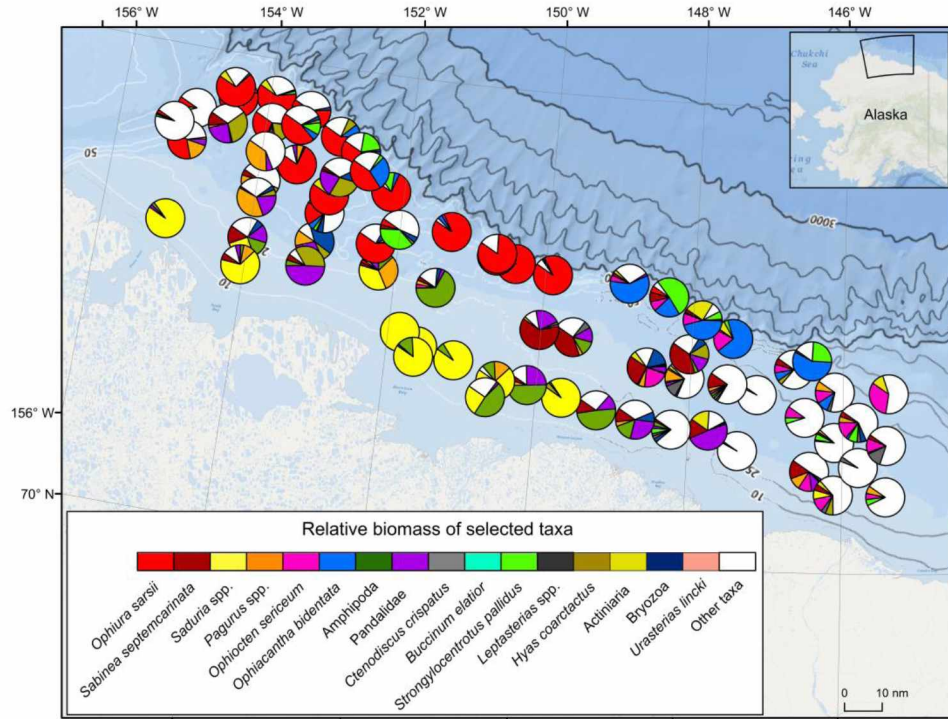 156° W 154° W 152° W 150° W 148° W 146° W
Chukchi
Sea
Alaska
50
3000
10
156° W
25
10
70° N
Relative biomass of selected taxa
Ophiura sarsii
Sabinea septemcarinata
Saduria spp.
Pagurus spp.
Ophiocten sericeum
Ophiacantha bidentata
Amphipoda
Pandalidae
Ctenodiscus crispatus
Buccinum elatior
Strongylocentrotus pallidus
Leptasterias spp.
Hyas coarctactus
Actiniaria
Bryozoa
Urasterias lincki
Other taxa
0 10 nm